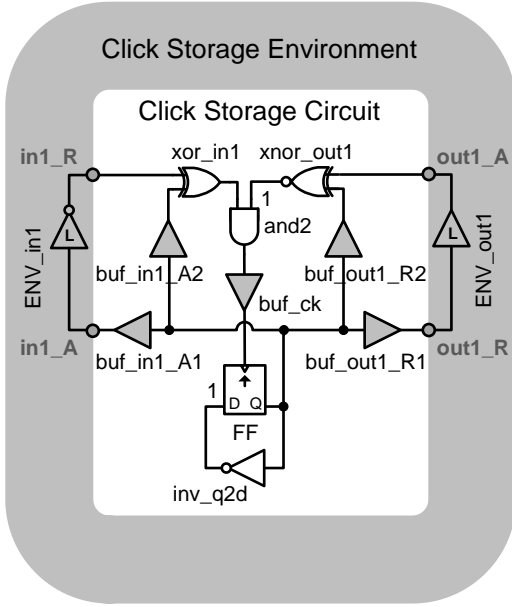 Click Storage Environment
Click Storage Circuit
in1_R
xor_in1
xnor_out1
out1_A
1
and2
L
ENV_in1
buf_in1_A2
buf_out1_R2
L
ENV_out1
buf_ck
in1_A
buf_in1_A1
buf_out1_R1
out1_R
1
D Q
FF
inv_q2d